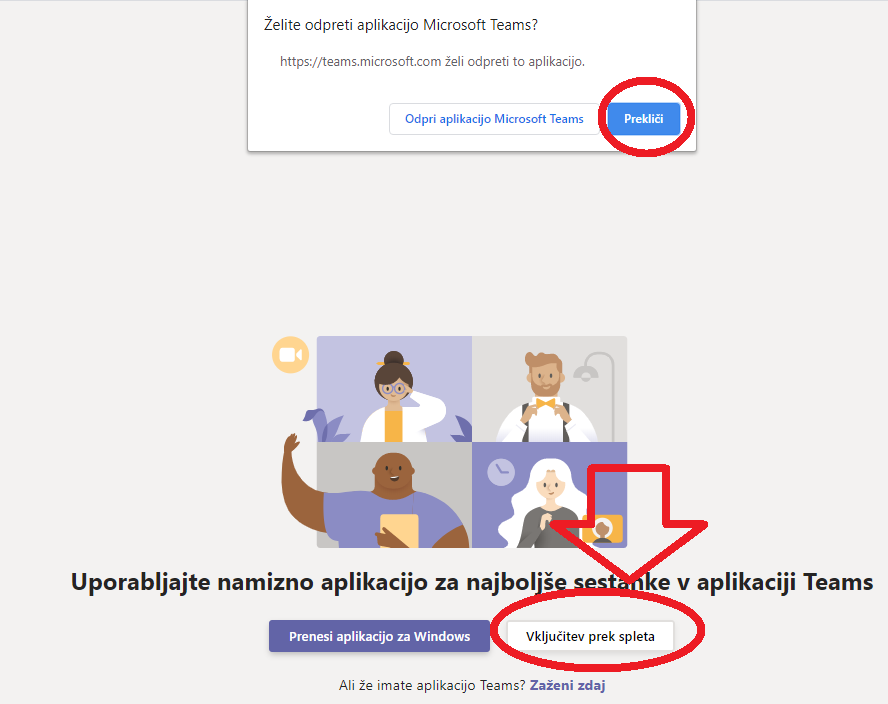 Želite odpreti aplikacijo Microsoft Teams?
https://teams.microsoft.com želi odpreti to aplikacijo.
Odpri aplikacijo Microsoft Teams
Prekliči
Uporabljajte namizno aplikacijo za najboljše sestanke v aplikaciji Teams
Prenesi aplikacijo za Windows
Vključitev prek spleta
Ali že imate aplikacijo Teams? Zaženi zdaj